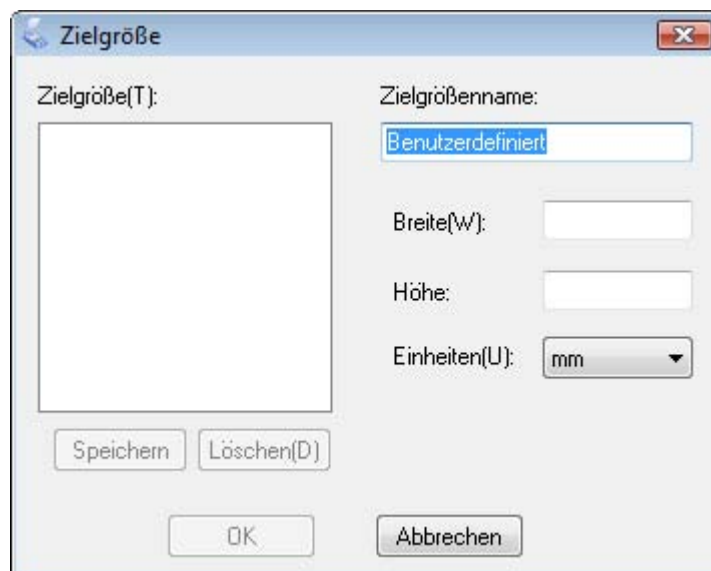 Zielgröße
Zielgröße(T):
Zielgrößenname:
Benutzerdefiniert
Breite(W):
Höhe:
Einheiten(U):
mm
Speichern
Löschen(D)
OK
Abbrechen